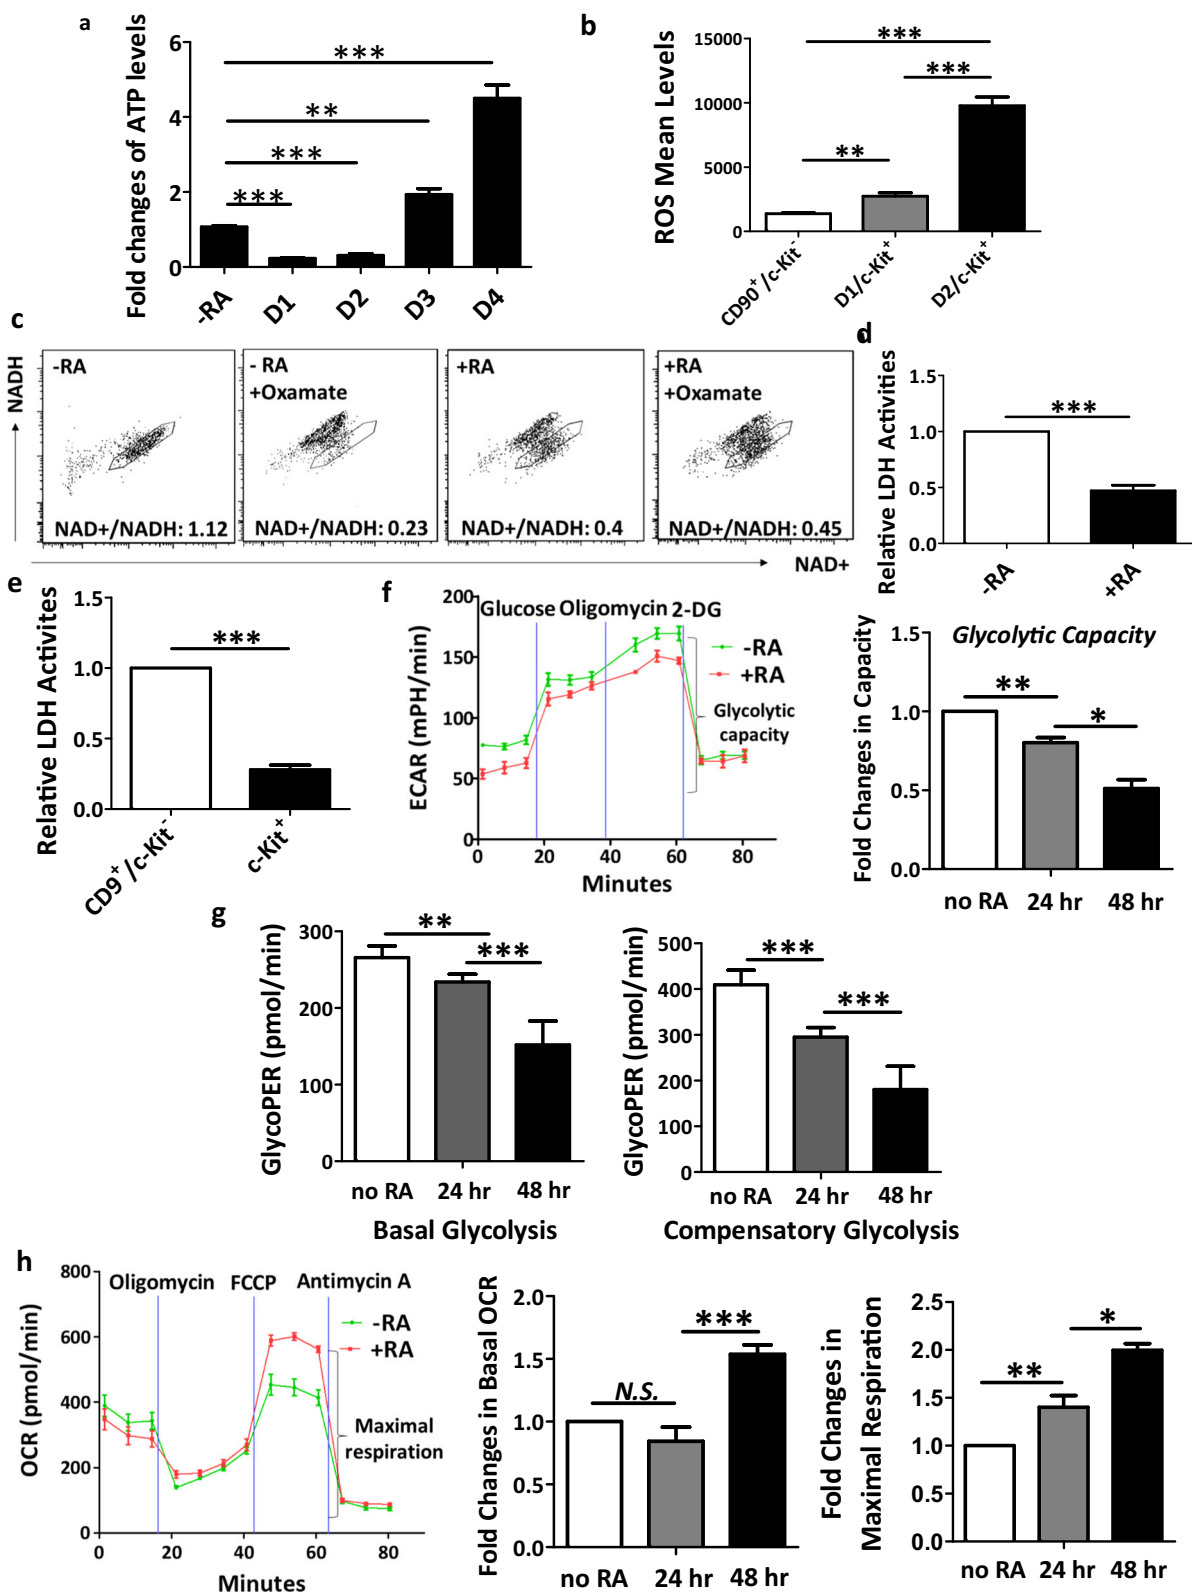 a
Fold changes of ATP levels
6
4
2
0
***
**
***
***
-RA
D1
D2
D3
D4
b
ROS Mean Levels
15000
10000
5000
0
***
***
**
CD90+/c-Kit-
D1/c-Kit+
D2/c-Kit+
c
NADH
-RA
NAD+/NADH: 1.12
- RA
+Oxamate
NAD+/NADH: 0.23
+RA
NAD+/NADH: 0.4
+RA
+Oxamate
NAD+/NADH: 0.45
NAD+
d
Relative LDH Activities
1.5
1.0
0.5
0.0
***
-RA
+RA
e
Relative LDH Activites
1.5
1.0
0.5
0.0
***
CD9+/c-Kit-
c-Kit+
f
ECAR (mPH/min)
200
150
100
50
0
Glucose Oligomycin 2-DG
-RA
+RA
Glycolytic
capacity
0 20 40 60 80
Minutes
Glycolytic Capacity
Fold Changes in Capacity
1.5
1.0
0.5
0.0
**
*
no RA 24 hr 48 hr
g
GlycoPER (pmol/min)
300
200
100
0
**
***
no RA 24 hr 48 hr
Basal Glycolysis
GlycoPER (pmol/min)
500
400
300
200
100
0
***
***
no RA 24 hr 48 hr
Compensatory Glycolysis
h
OCR (pmol/min)
800
600
400
200
0
Oligomycin FCCP Antimycin A
-RA
+RA
Maximal
respiration
0 20 40 60 80
Minutes
Fold Changes in Basal OCR
2.0
1.5
1.0
0.5
0.0
N.S.
***
no RA 24 hr 48 hr
Fold Changes in
Maximal Respiration
2.5
2.0
1.5
1.0
0.5
0.0
**
*
no RA 24 hr 48 hr